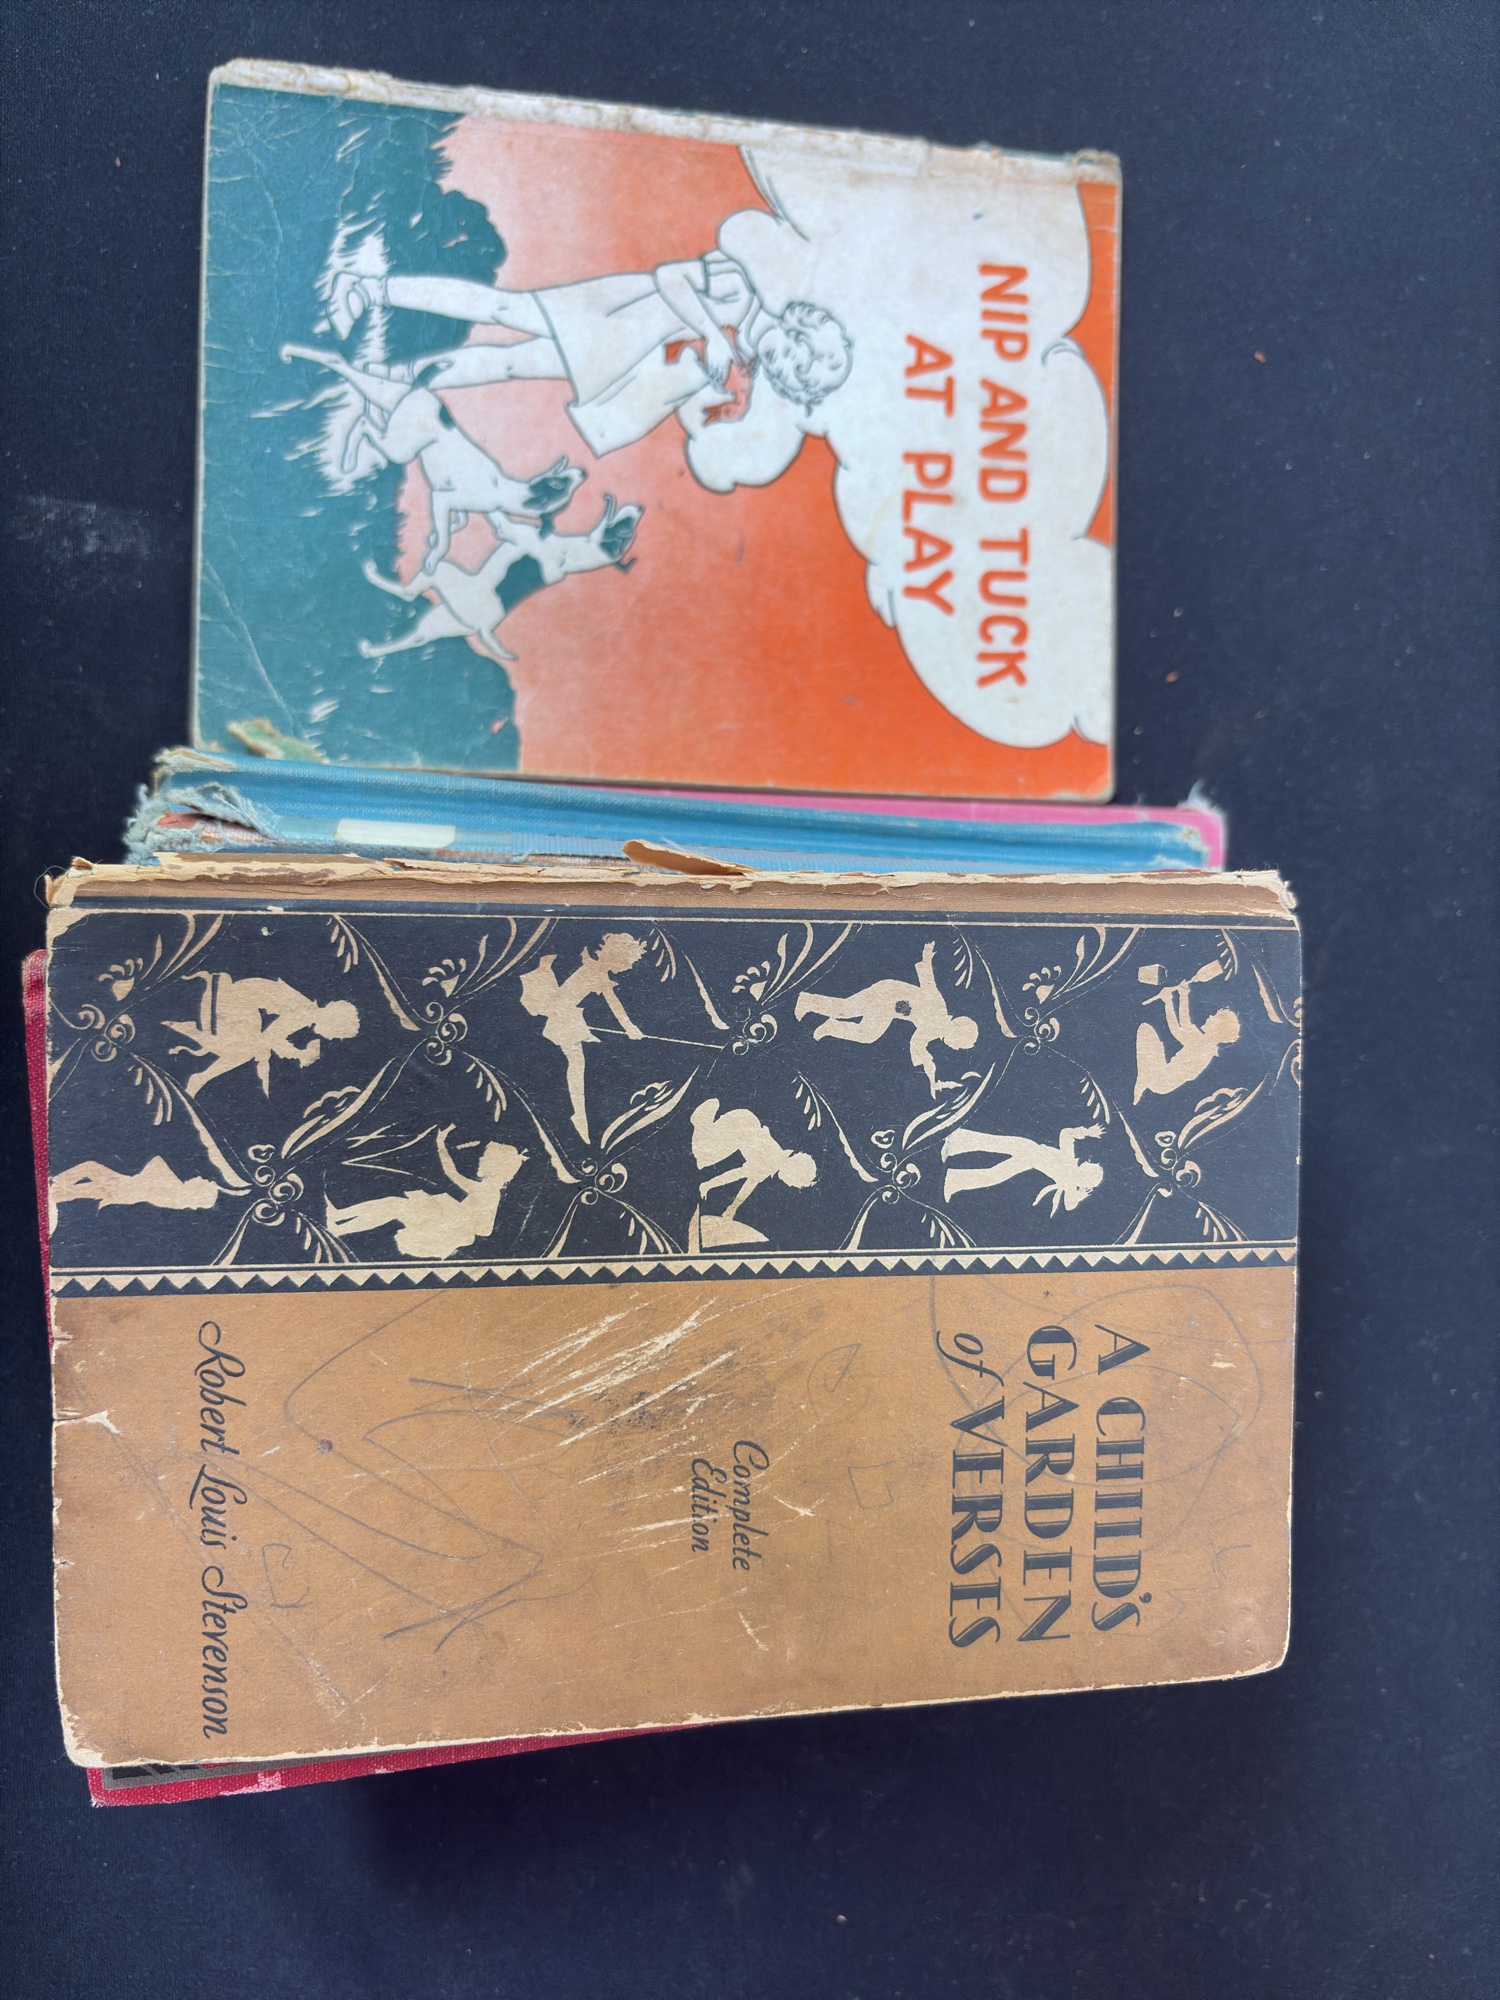 NIP AND TUCK
AT PLAY
A CHILD'S
GARDEN
of VERSES
Complete
Edition
Robert Louis Stevenson